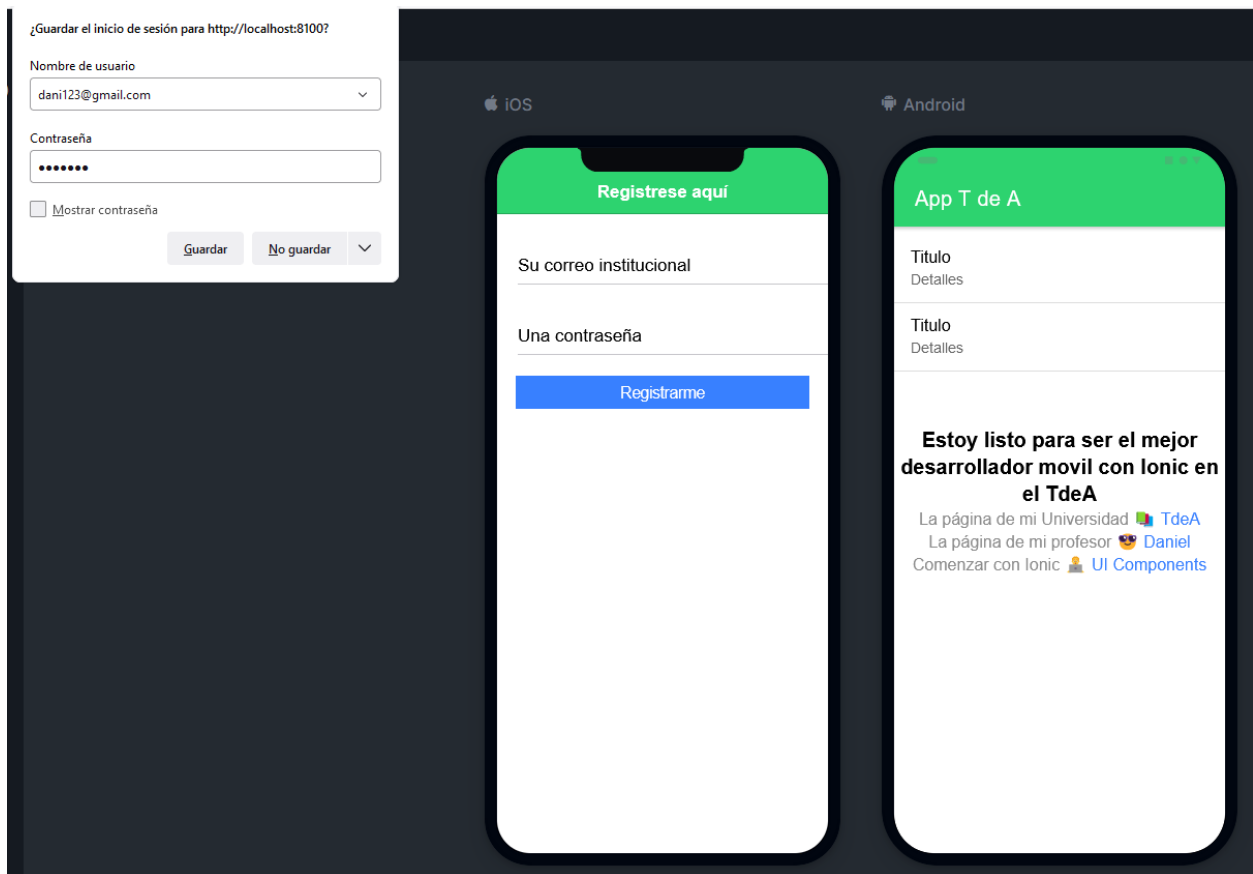 ¿Guardar el inicio de sesión para http://localhost:8100?
Nombre de usuario
dani123@gmail.com
Contraseña
•••••••
Mostrar contraseña
Guardar
No guardar
iOS
Registrese aquí
Su correo institucional
Una contraseña
Registrarme
Android
App T de A
Titulo
Detalles
Titulo
Detalles
Estoy listo para ser el mejor
desarrollador movil con Ionic en
el TdeA
La página de mi Universidad 📚 TdeA
La página de mi profesor 😎 Daniel
Comenzar con Ionic 👨‍💻 UI Components